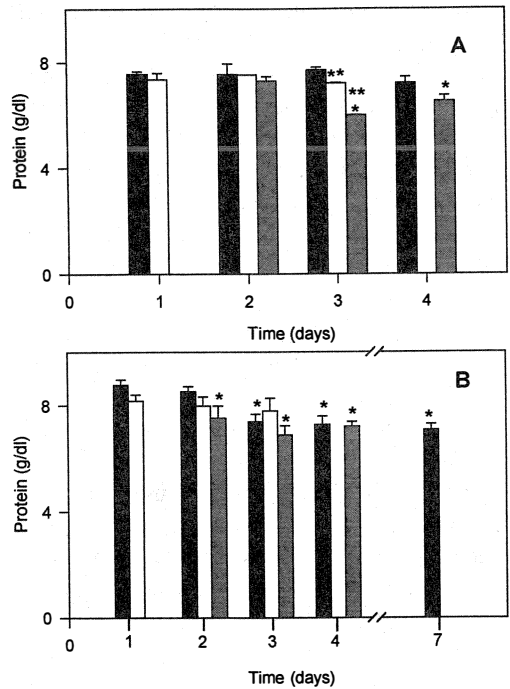 A
8
4
0
Protein (g/dl)
** ** * *
0 1 2 3 4
Time (days)
B
8
4
0
Protein (g/dl)
* * * * * *
0 1 2 3 4 7
Time (days)